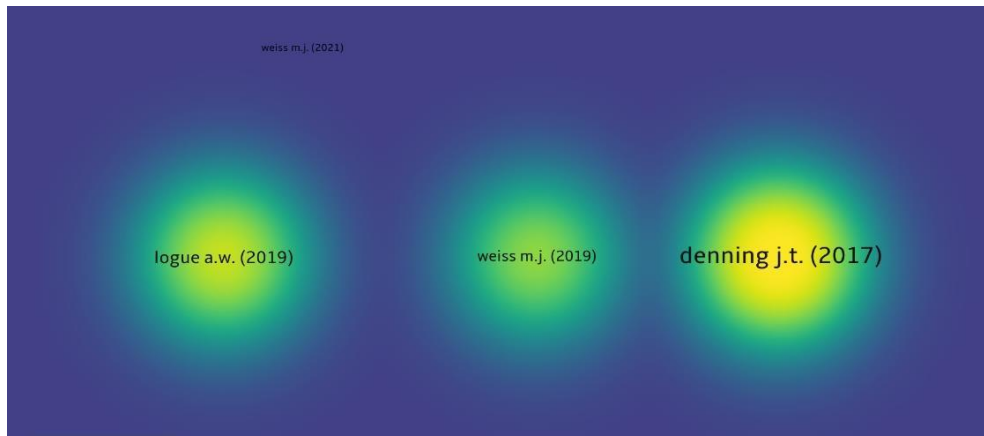 weiss m.j. (2021)
logue a.w. (2019)
weiss m.j. (2019)
denning j.t. (2017)